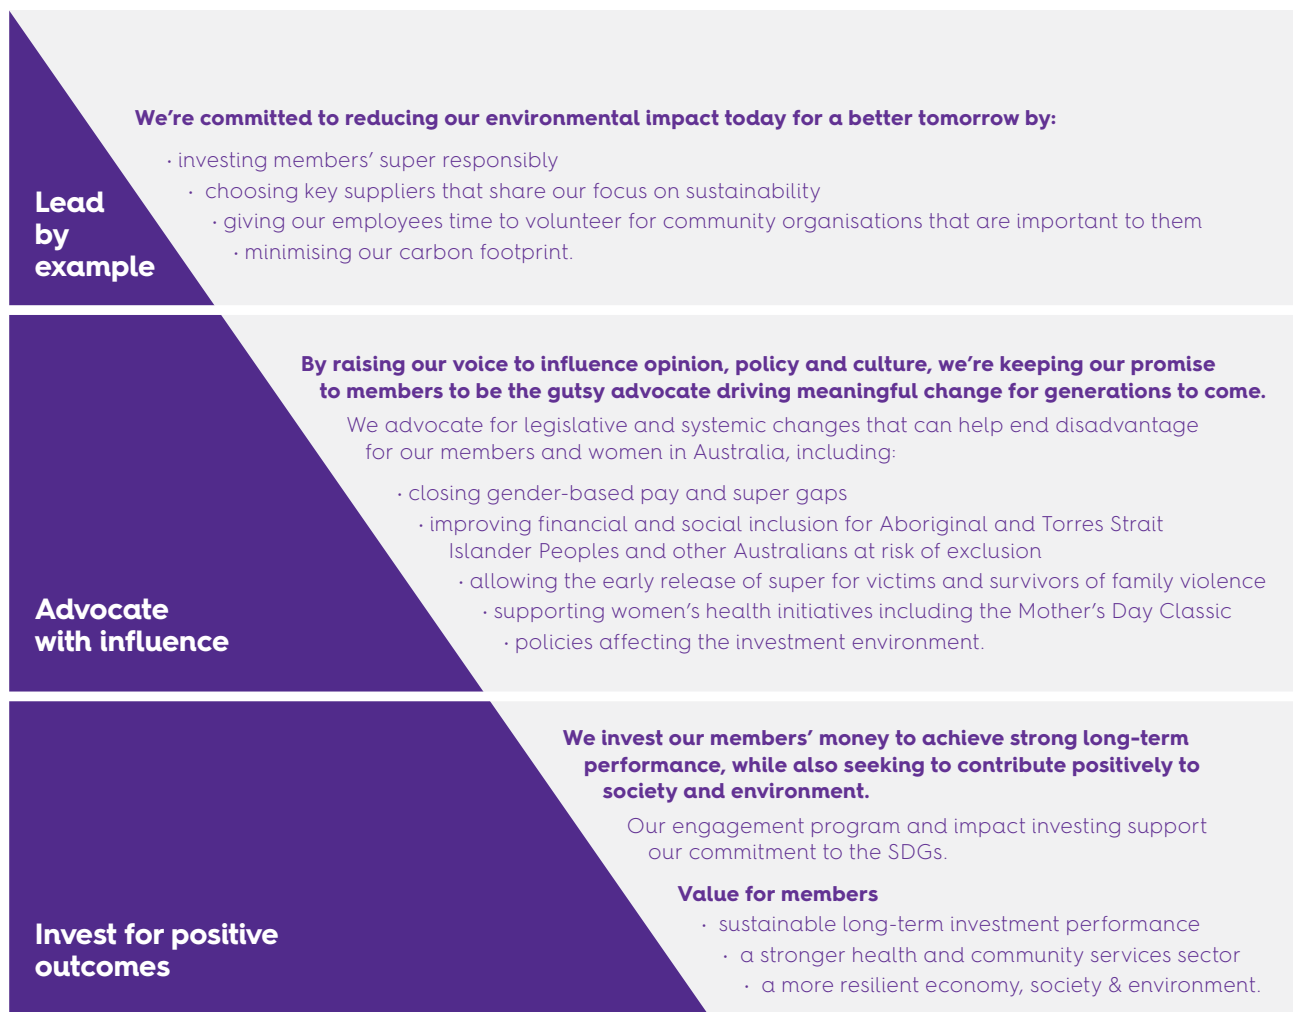 Lead
by
example
We’re committed to reducing our environmental impact today for a better tomorrow by:
· investing members’ super responsibly
· choosing key suppliers that share our focus on sustainability
· giving our employees time to volunteer for community organisations that are important to them
· minimising our carbon footprint.
Advocate
with influence
By raising our voice to influence opinion, policy and culture, we’re keeping our promise
to members to be the gutsy advocate driving meaningful change for generations to come.
We advocate for legislative and systemic changes that can help end disadvantage
for our members and women in Australia, including:
· closing gender-based pay and super gaps
· improving financial and social inclusion for Aboriginal and Torres Strait
Islander Peoples and other Australians at risk of exclusion
· allowing the early release of super for victims and survivors of family violence
· supporting women’s health initiatives including the Mother’s Day Classic
· policies affecting the investment environment.
Invest for positive
outcomes
We invest our members’ money to achieve strong long-term
performance, while also seeking to contribute positively to
society and environment.
Our engagement program and impact investing support
our commitment to the SDGs.
Value for members
· sustainable long-term investment performance
· a stronger health and community services sector
· a more resilient economy, society & environment.